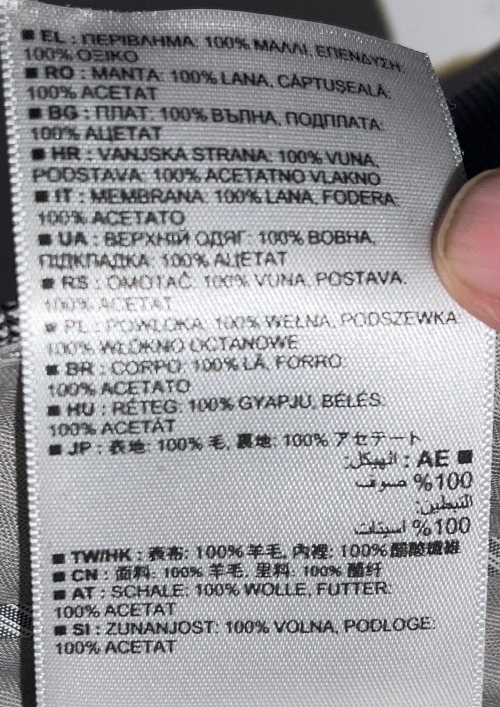 ■ EL : ΠΕΡΙΒΛΗΜΑ: 100% ΜΑΛΛΙ, ΕΠΕΝΔΥΣΗ:
100% ΟΞΙΚΟ
■ RO : MANTA: 100% LANA, CĂPTUȘEALĂ:
100% ACETAT
■ BG : ПЛАТ: 100% ВЪЛНА, ПОДПЛАТА:
100% АЦЕТАТ
■ HR : VANJSKA STRANA: 100% VUNA,
PODSTAVA: 100% ACETATNO VLAKNO
■ IT : MEMBRANA: 100% LANA, FODERA:
100% ACETATO
■ UA : ВЕРХНІЙ ОДЯГ: 100% ВОВНА,
ПІДКЛАДКА: 100% АЦЕТАТ
■ RS : OMOTAČ: 100% VUNA, POSTAVA:
100% ACETAT
■ PL : POWŁOKA: 100% WEŁNA, PODSZEWKA:
100% WŁÓKNO OCTANOWE
■ BR : CORPO: 100% LÃ, FORRO:
100% ACETATO
■ HU : RÉTEG: 100% GYAPJU, BÉLÉS:
100% ACETÁT
■ JP : 表地: 100% 毛, 裏地: 100% アセテート
■ AE : الهيكل:
100% صوف
التبطين:
100% اسيتات
■ TW/HK : 表布: 100% 羊毛, 內裡: 100% 醋酸纖維
■ CN : 面料: 100% 羊毛, 里料: 100% 醋纤
■ AT : SCHALE: 100% WOLLE, FUTTER:
100% ACETAT
■ SI : ZUNANJOST: 100% VOLNA, PODLOGE:
100% ACETAT